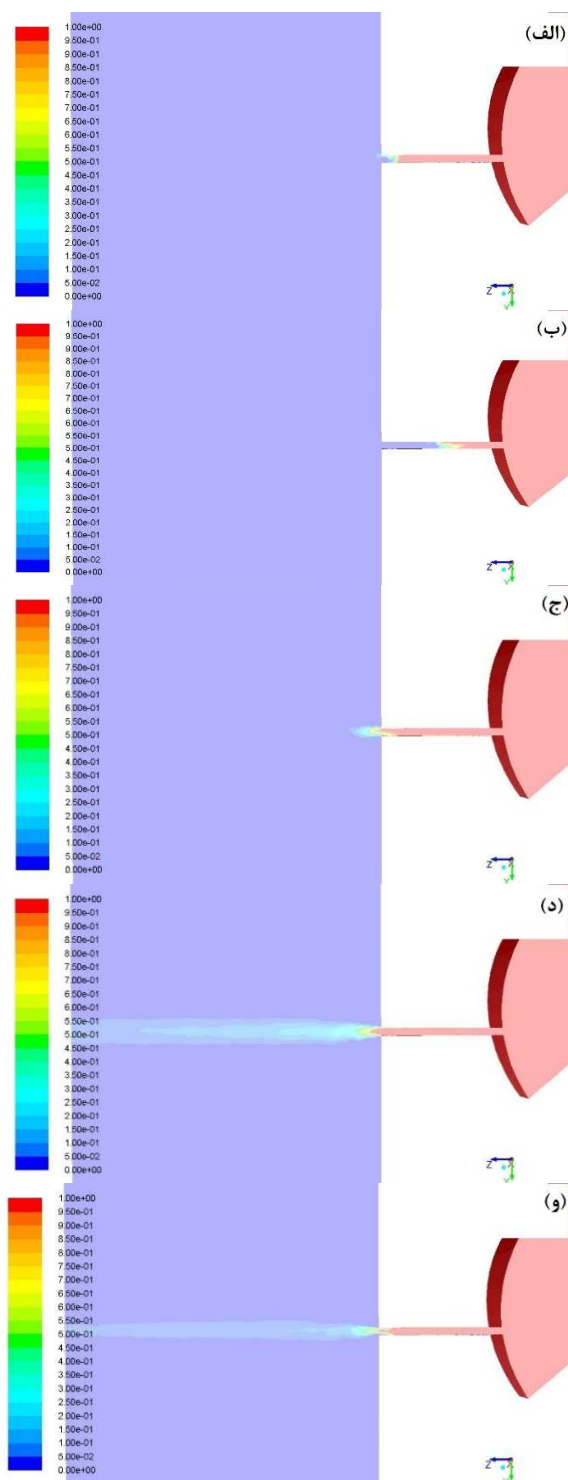 (الف)
1.00e+00
9.50e-01
9.00e-01
8.50e-01
8.00e-01
7.50e-01
7.00e-01
6.50e-01
6.00e-01
5.50e-01
5.00e-01
4.50e-01
4.00e-01
3.50e-01
3.00e-01
2.50e-01
2.00e-01
1.50e-01
1.00e-01
5.00e-02
0.00e+00
Z X
Y
(ب)
1.00e+00
9.50e-01
9.00e-01
8.50e-01
8.00e-01
7.50e-01
7.00e-01
6.50e-01
6.00e-01
5.50e-01
5.00e-01
4.50e-01
4.00e-01
3.50e-01
3.00e-01
2.50e-01
2.00e-01
1.50e-01
1.00e-01
5.00e-02
0.00e+00
Z X
Y
(ج)
1.00e+00
9.50e-01
9.00e-01
8.50e-01
8.00e-01
7.50e-01
7.00e-01
6.50e-01
6.00e-01
5.50e-01
5.00e-01
4.50e-01
4.00e-01
3.50e-01
3.00e-01
2.50e-01
2.00e-01
1.50e-01
1.00e-01
5.00e-02
0.00e+00
Z X
Y
(د)
1.00e+00
9.50e-01
9.00e-01
8.50e-01
8.00e-01
7.50e-01
7.00e-01
6.50e-01
6.00e-01
5.50e-01
5.00e-01
4.50e-01
4.00e-01
3.50e-01
3.00e-01
2.50e-01
2.00e-01
1.50e-01
1.00e-01
5.00e-02
0.00e+00
Z X
Y
(و)
1.00e+00
9.50e-01
9.00e-01
8.50e-01
8.00e-01
7.50e-01
7.00e-01
6.50e-01
6.00e-01
5.50e-01
5.00e-01
4.50e-01
4.00e-01
3.50e-01
3.00e-01
2.50e-01
2.00e-01
1.50e-01
1.00e-01
5.00e-02
0.00e+00
Z X
Y